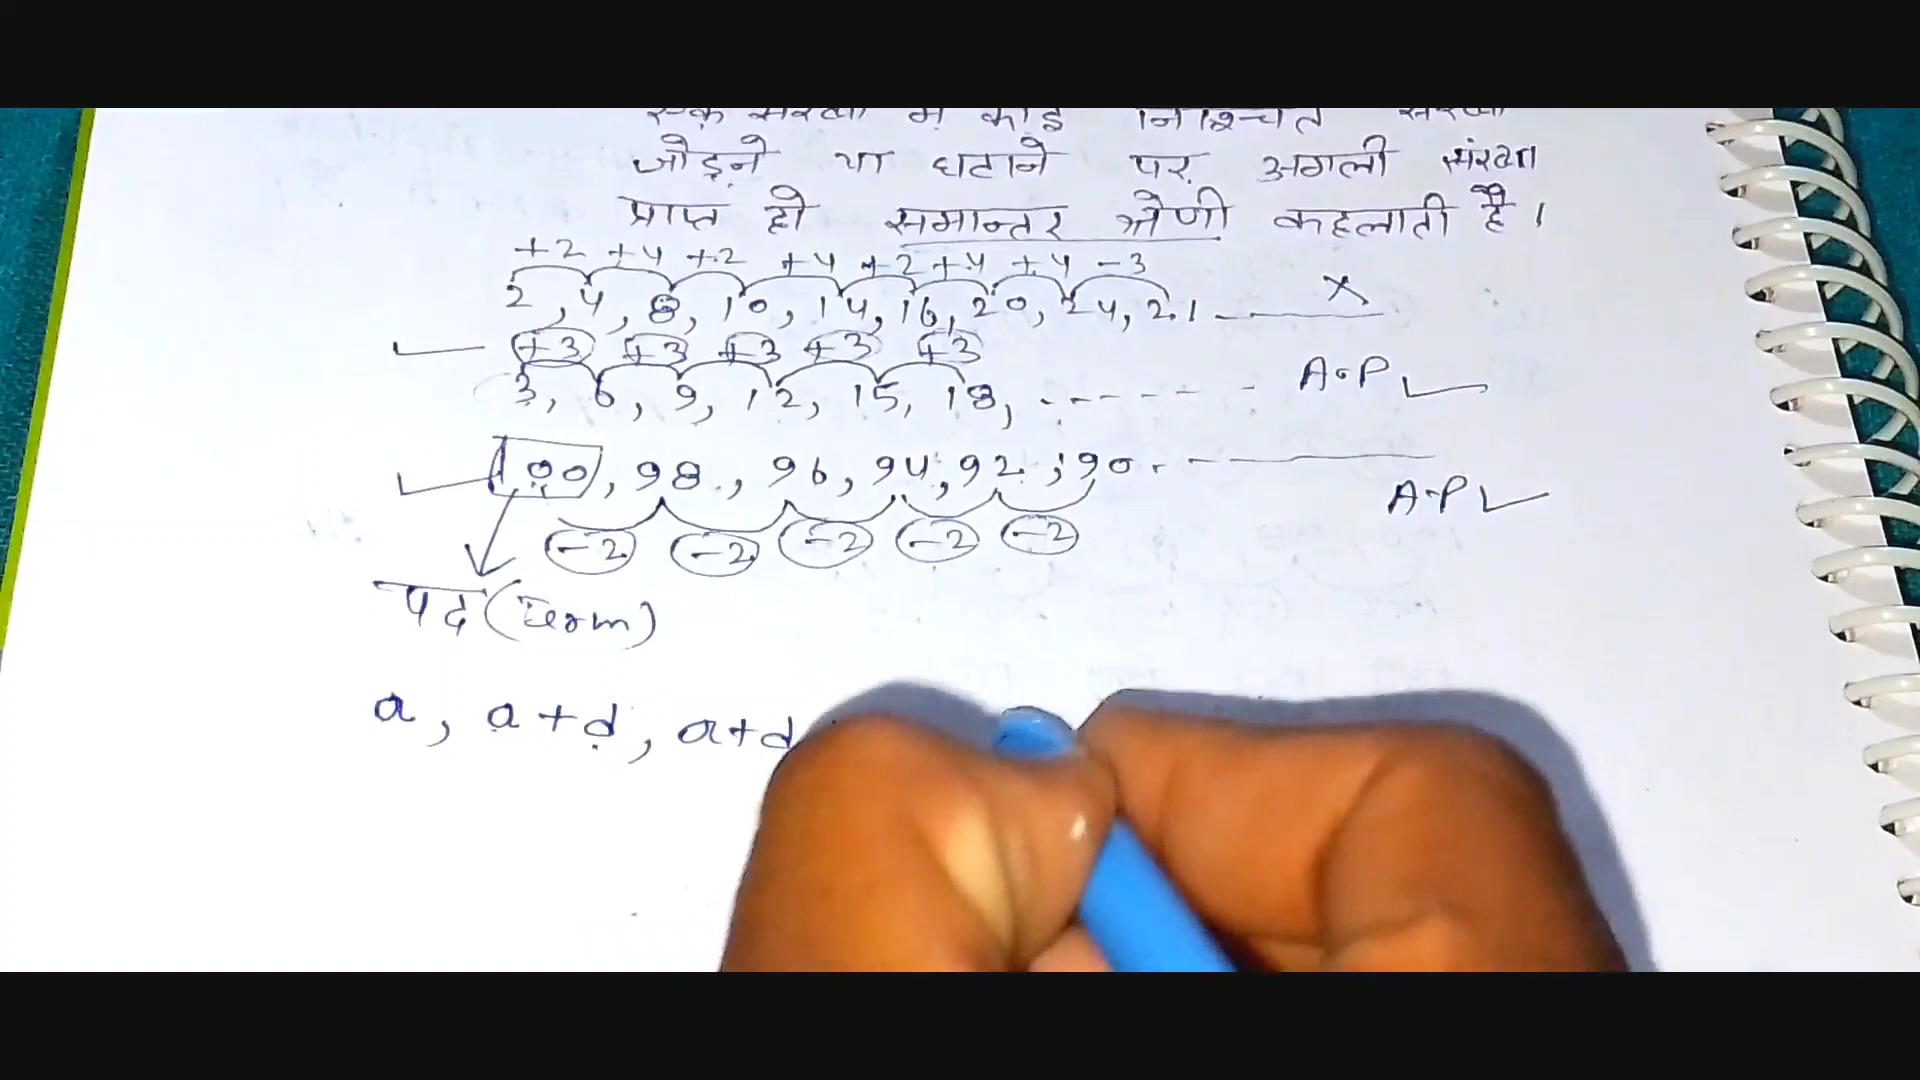 एक संख्या में कोई निश्चित संख्या
जोड़ने या घटाने पर अगली संख्या
प्राप्त हो समान्तर श्रेणी कहलाती है।
+2 +4 +2 +4 +2 +4 +4 -3
2, 4, 8, 10, 14, 16, 20, 24, 21 ×
+3 +3 +3 +3 +3
3, 6, 9, 12, 15, 18, ------ A.P ✓
100, 98, 96, 94, 92, 90. - A.P ✓
-2 -2 -2 -2 -2
पद (Term)
a, a+d, a+d